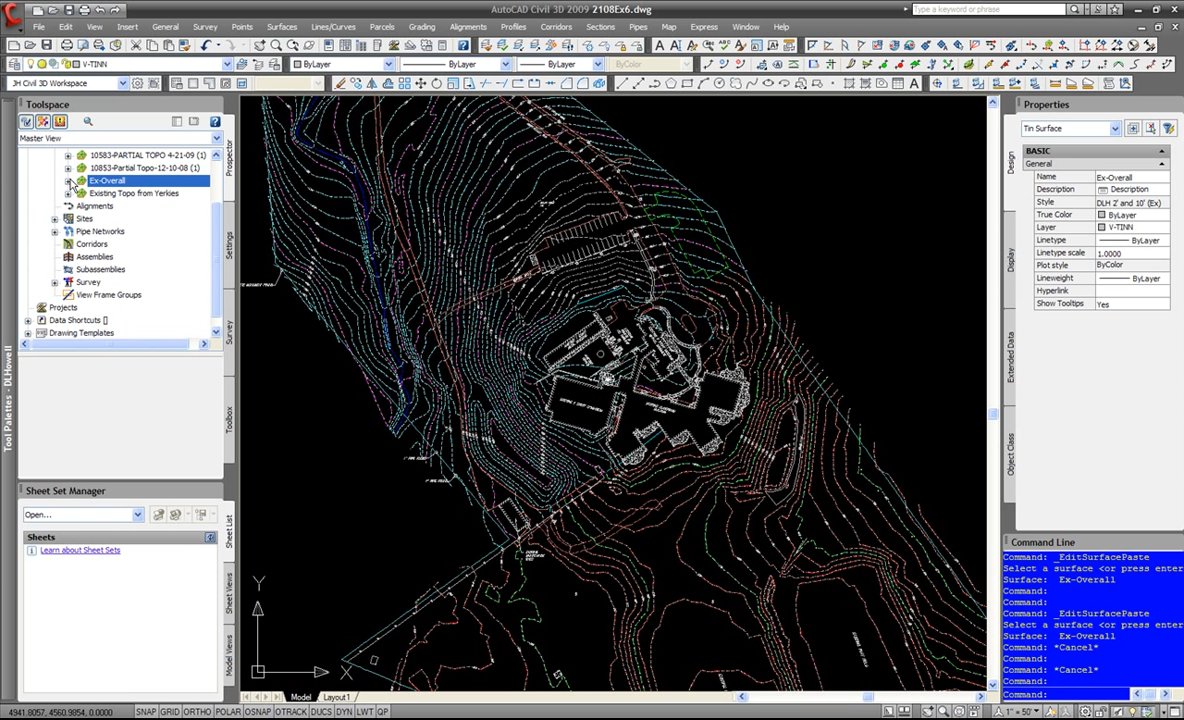 AutoCAD Civil 3D 2009 2108Ex6.dwg
Type a keyword or phrase
File Edit View Insert General Survey Points Surfaces Lines/Curves Parcels Grading Alignments Profiles Corridors Sections Pipes Map Express Window Help
V-TINN ByLayer ByLayer ByLayer ByColor
JH Civil 3D Workspace
Toolspace
Master View
10583-PARTIAL TOPO 4-21-09 (1)
10853-Partial Topo-12-10-08 (1)
Ex-Overall
Existing Topo from Yerkies
Alignments
Sites
Pipe Networks
Corridors
Assemblies
Subassemblies
Survey
View Frame Groups
Projects
Data Shortcuts []
Drawing Templates
Prospector
Settings
Survey
Toolbox
Sheet Set Manager
Open...
Sheets
Learn about Sheet Sets
Sheet List
Sheet Views
Model Views
Tool Palettes - DLHowell
Y
X
Model Layout1
Properties
Tin Surface
BASIC
General
Name Ex-Overall
Description Description
Style DLH 2' and 10' (Ex)
True Color ByLayer
Layer V-TINN
Linetype ByLayer
Linetype scale 1.0000
Plot style ByColor
Lineweight ByLayer
Hyperlink
Show Tooltips Yes
Design
Display
Extended Data
Object Class
Command Line
Command: _EditSurfacePaste
Select a surface <or press enter
Surface: Ex-Overall
Command:
Command:
Command: _EditSurfacePaste
Select a surface <or press enter
Surface: Ex-Overall
Command: *Cancel*
Command:
Command: *Cancel*
Command:
Command:
4941.8057, 4560.9854, 0.0000 SNAP GRID ORTHO POLAR OSNAP OTRACK DUCS DYN LWT QP
1" = 50'